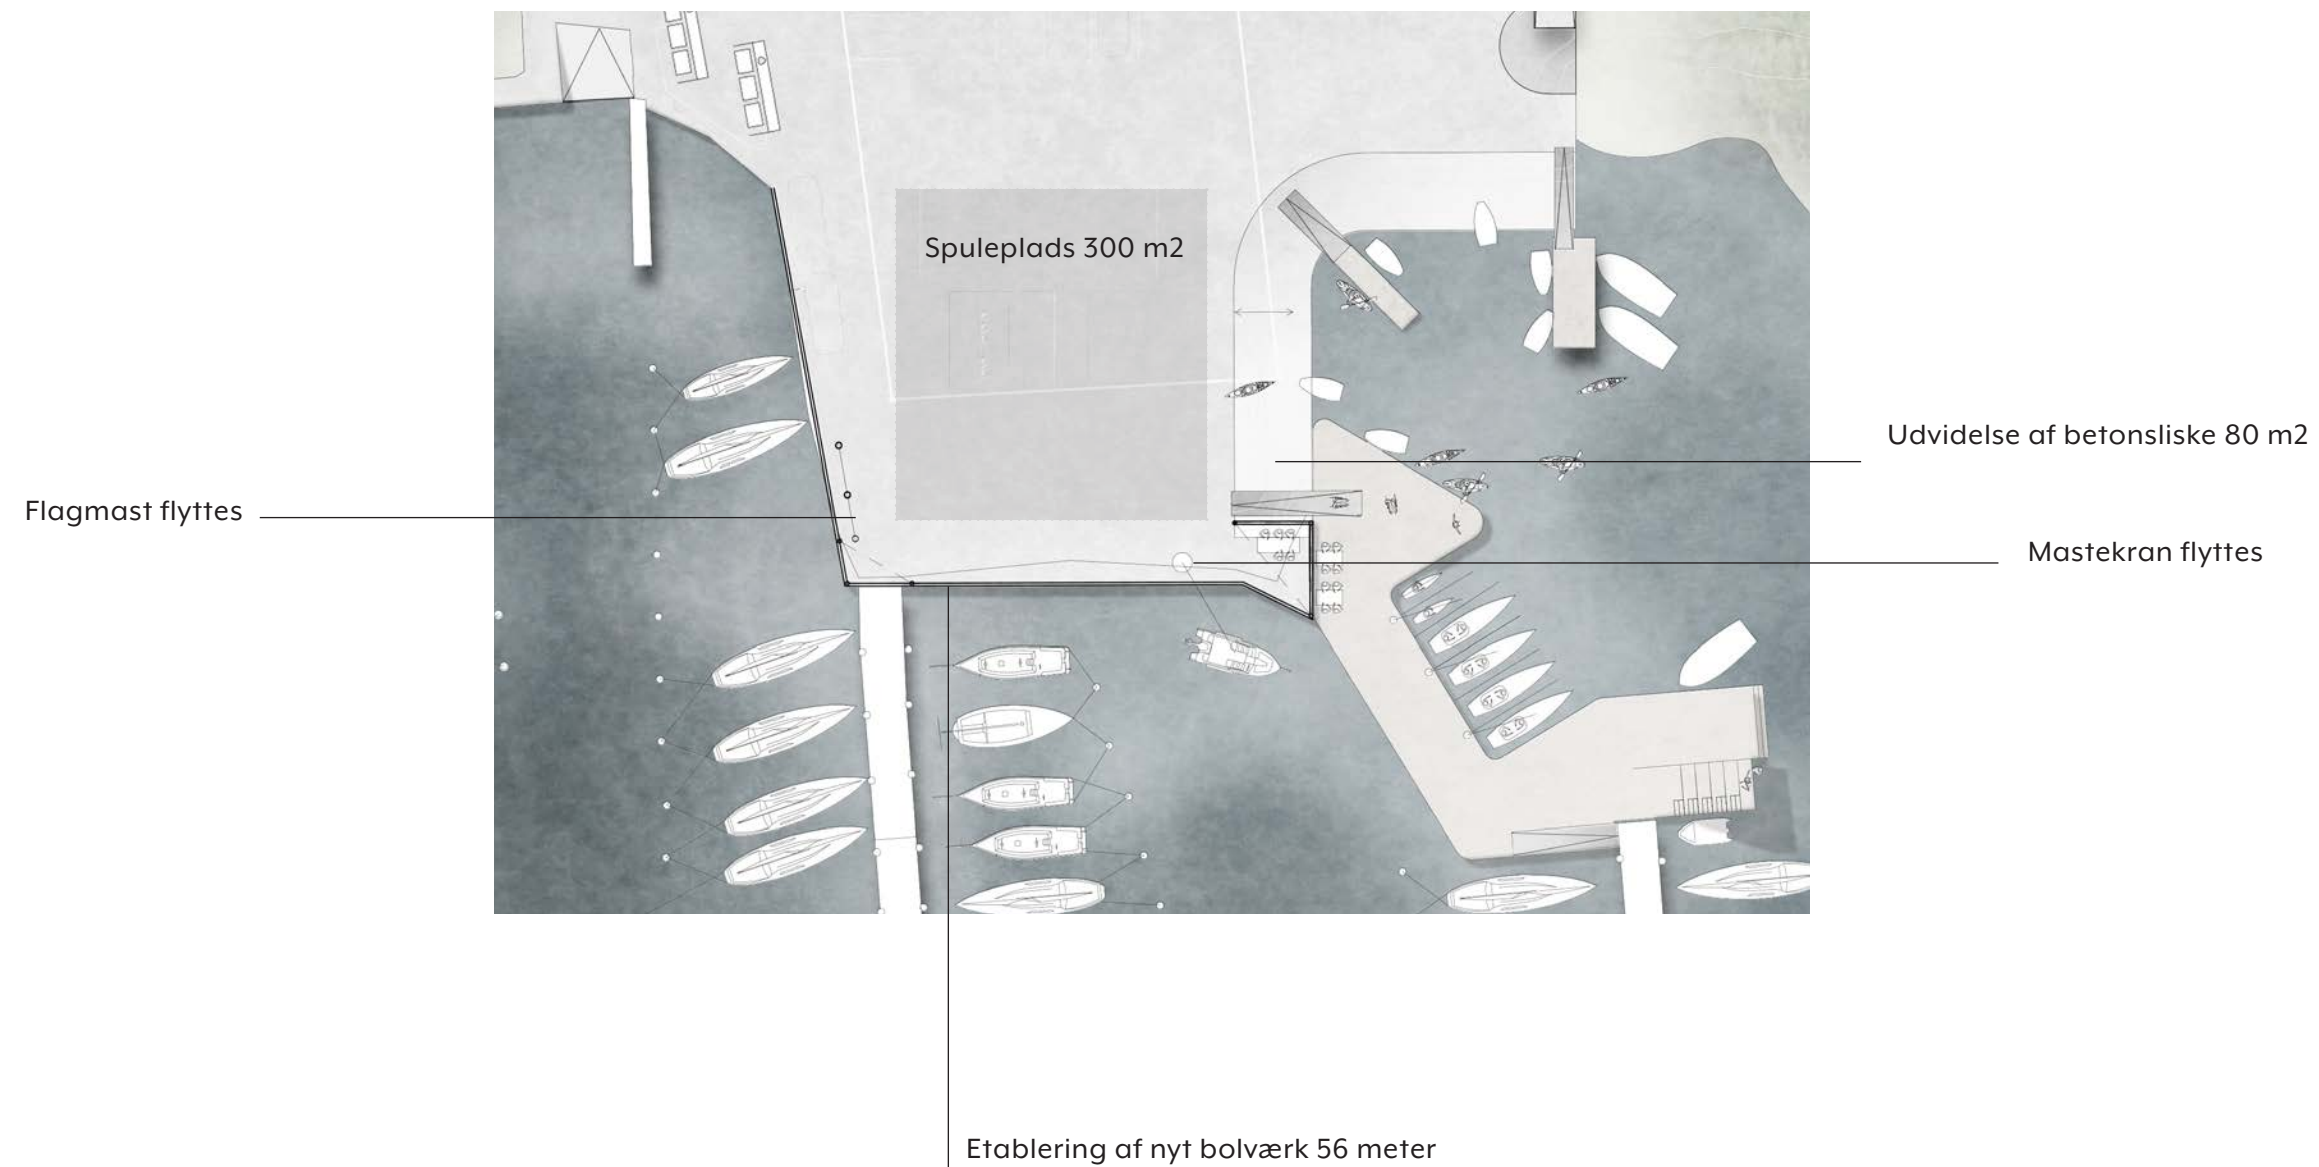 Spuleplads 300 m2
Udvidelse af betonsliske 80 m2
Flagmast flyttes
Mastekran flyttes
Etablering af nyt bolværk 56 meter